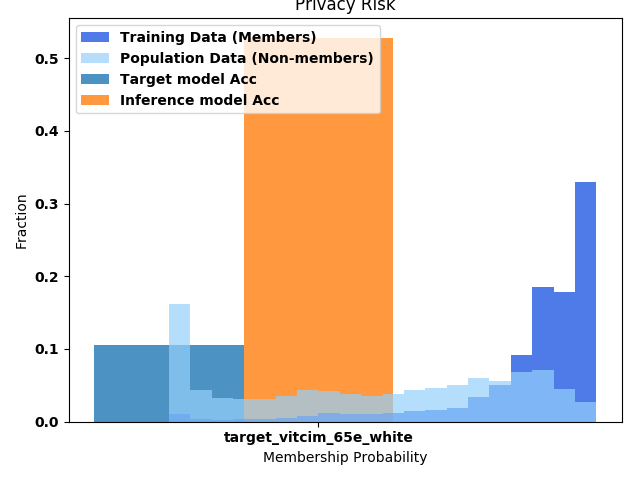 Privacy Risk
Training Data (Members)
Population Data (Non-members)
Target model Acc
Inference model Acc
0.5
0.4
0.3
0.2
0.1
0.0
Fraction
target_vitcim_65e_white
Membership Probability